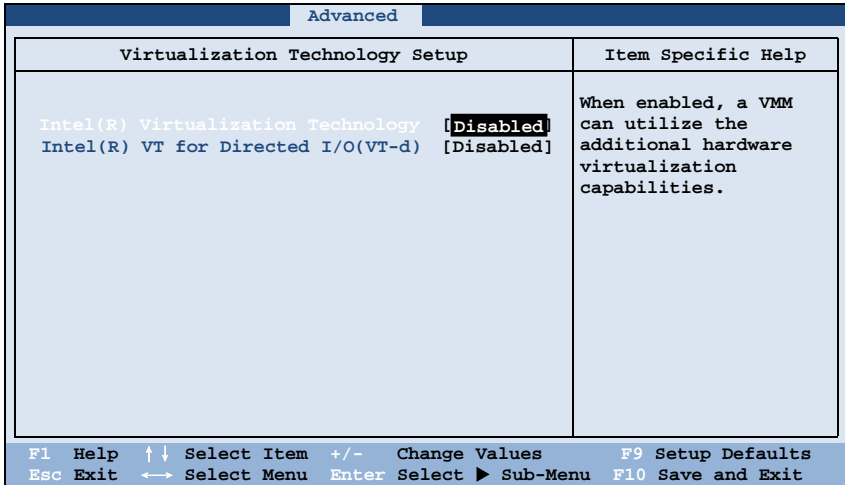 Advanced
Virtualization Technology Setup
Item Specific Help
Intel(R) Virtualization Technology [Disabled]
Intel(R) VT for Directed I/O(VT-d) [Disabled]
When enabled, a VMM
can utilize the
additional hardware
virtualization
capabilities.
F1 Help ↑↓ Select Item +/- Change Values F9 Setup Defaults
Esc Exit ←→ Select Menu Enter Select ▶ Sub-Menu F10 Save and Exit